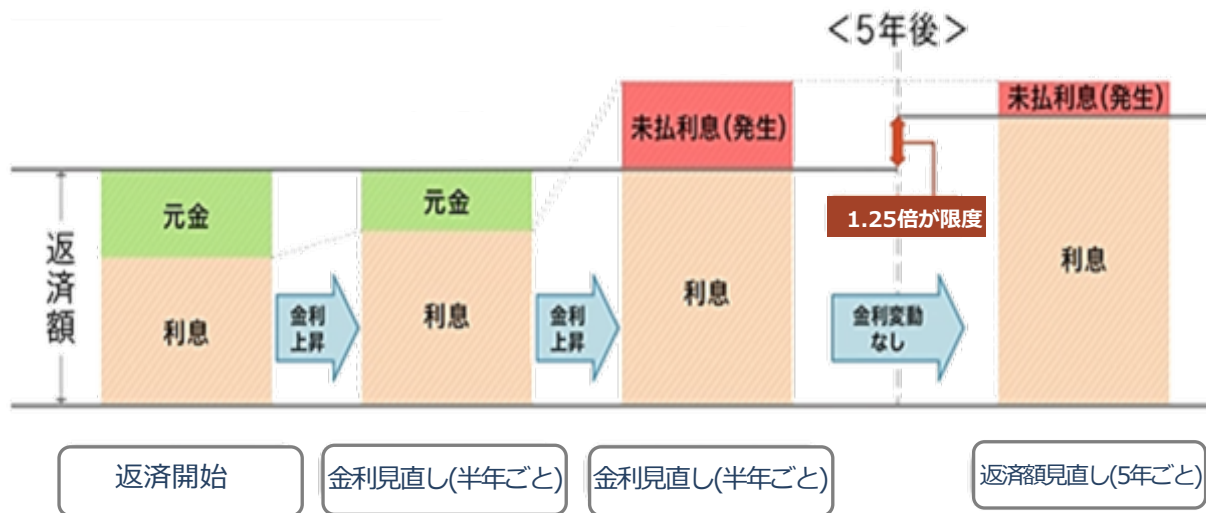 <5年後>
未払利息(発生)
未払利息(発生)
元金
元金
1.25倍が限度
返済額
利息
利息
利息
利息
金利
上昇
金利
上昇
金利変動
なし
返済開始
金利見直し(半年ごと)
金利見直し(半年ごと)
返済額見直し(5年ごと)